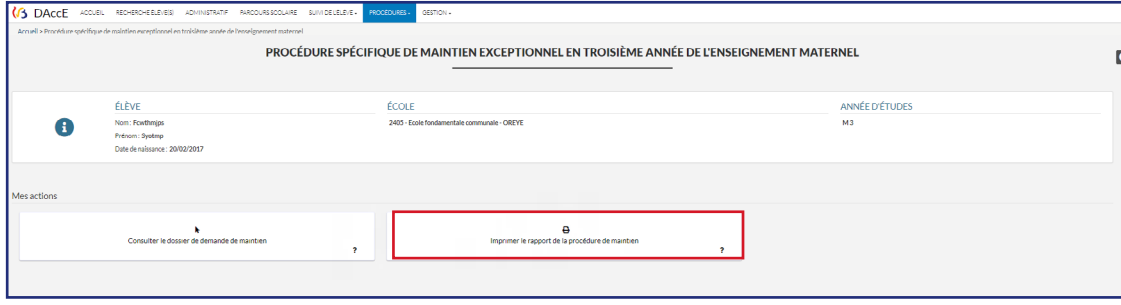 DAccE ACCUEIL RECHERCHE ELEVE(S) ADMINISTRATIF PARCOURS SCOLAIRE SUIVI DE L'ELEVE PROCEDURES GESTION
Accueil > Procédure spécifique de maintien exceptionnel en troisième année de l'enseignement maternel
PROCÉDURE SPÉCIFIQUE DE MAINTIEN EXCEPTIONNEL EN TROISIÈME ANNÉE DE L'ENSEIGNEMENT MATERNEL
ÉLÈVE ÉCOLE ANNÉE D'ÉTUDES
Nom : Fcwthmjps 2405 - Ecole fondamentale communale - OREYE M3
Prénom : Syotmp
Date de naissance : 20/02/2017
Mes actions
Consulter le dossier de demande de maintien ?
Imprimer le rapport de la procédure de maintien ?